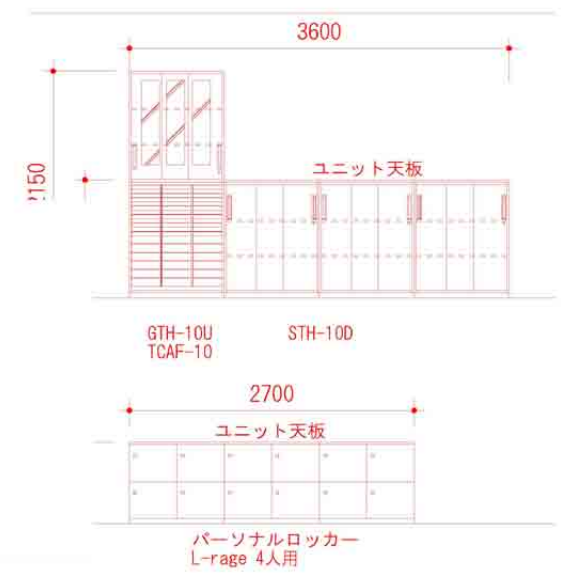 3600
2150
ユニット天板
GTH-10U
TCAF-10
STH-10D
2700
ユニット天板
パーソナルロッカー
L-rage 4人用